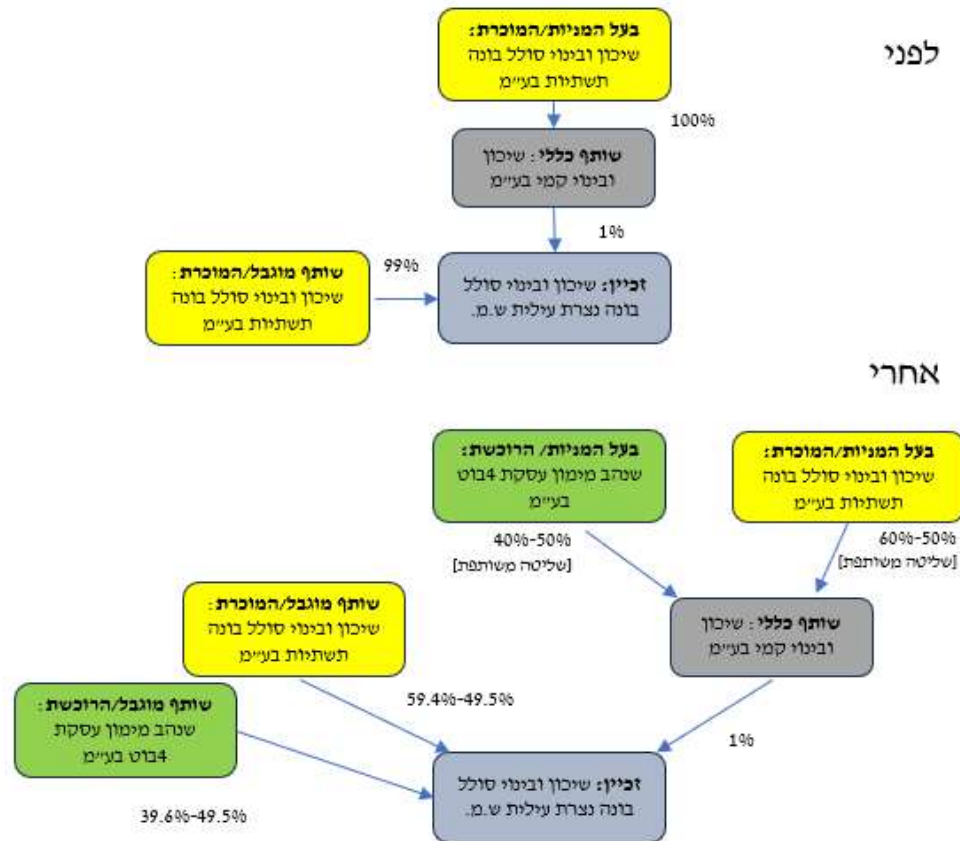 לפני
בעל המניות/המוכרת:
שיכון ובינוי סולל בונה
תשתיות בע״מ
100%
שותף כללי: שיכון
ובינוי קמי בע״מ
1%
שותף מוגבל/המוכרת:
שיכון ובינוי סולל בונה
תשתיות בע״מ
99%
זכיין: שיכון ובינוי סולל
בונה נצרת עילית ש.מ.
אחרי
בעל המניות/המוכרת:
שיכון ובינוי סולל בונה
תשתיות בע״מ
בעל המניות/ הרוכשת:
שנהב מימון עסקת 4בוט
בע״מ
60%-50%
[שליטה משותפת]
40%-50%
[שליטה משותפת]
שותף כללי: שיכון
ובינוי קמי בע״מ
שותף מוגבל/המוכרת:
שיכון ובינוי סולל בונה
תשתיות בע״מ
שותף מוגבל/הרוכשת:
שנהב מימון עסקת
4בוט בע״מ
59.4%-49.5%
1%
39.6%-49.5%
זכיין: שיכון ובינוי סולל
בונה נצרת עילית ש.מ.